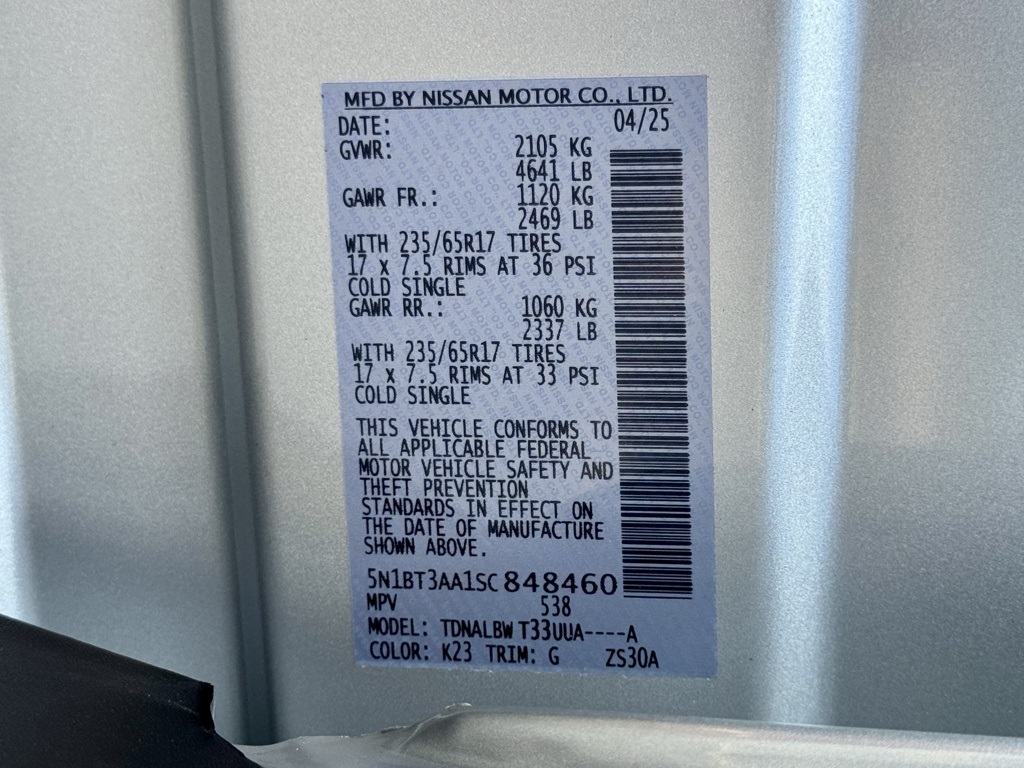 MFD BY NISSAN MOTOR CO., LTD.
DATE: 04/25
GVWR: 2105 KG
4641 LB
GAWR FR.: 1120 KG
2469 LB
WITH 235/65R17 TIRES
17 x 7.5 RIMS AT 36 PSI
COLD SINGLE
GAWR RR.: 1060 KG
2337 LB
WITH 235/65R17 TIRES
17 x 7.5 RIMS AT 33 PSI
COLD SINGLE
THIS VEHICLE CONFORMS TO
ALL APPLICABLE FEDERAL
MOTOR VEHICLE SAFETY AND
THEFT PREVENTION
STANDARDS IN EFFECT ON
THE DATE OF MANUFACTURE
SHOWN ABOVE.
5N1BT3AA1SC848460
MPV 538
MODEL: TDNALBW T33UUA----A
COLOR: K23 TRIM: G ZS30A